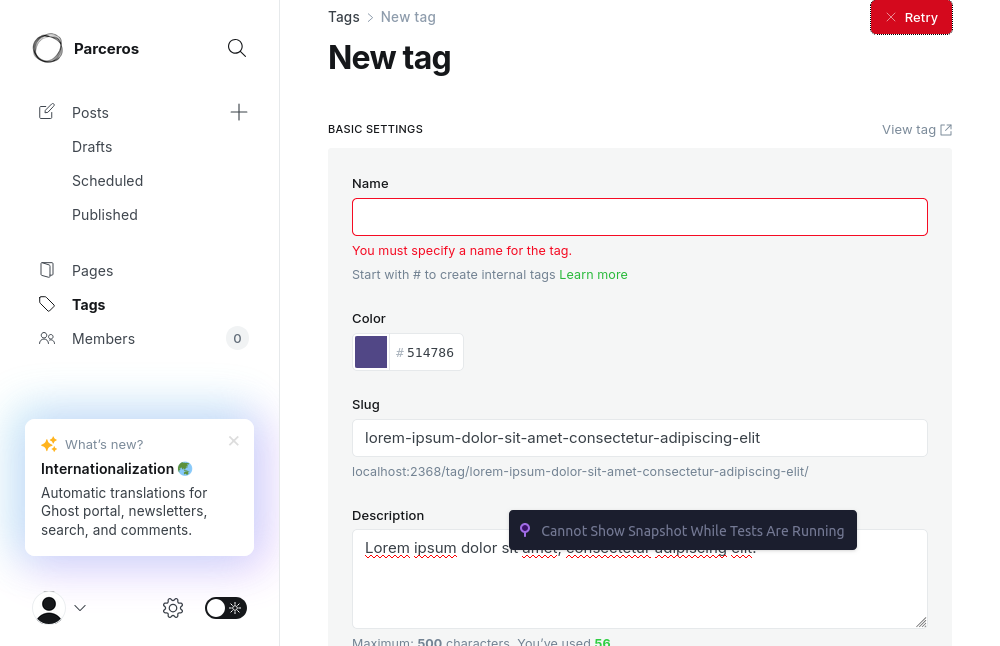 Parceros
Posts
Drafts
Scheduled
Published
Pages
Tags
Members
0
What's new?
Internationalization
Automatic translations for
Ghost portal, newsletters,
search, and comments.
Tags > New tag
Retry
New tag
BASIC SETTINGS
View tag
Name
You must specify a name for the tag.
Start with # to create internal tags Learn more
Color
# 514786
Slug
lorem-ipsum-dolor-sit-amet-consectetur-adipiscing-elit
localhost:2368/tag/lorem-ipsum-dolor-sit-amet-consectetur-adipiscing-elit/
Description
Cannot Show Snapshot While Tests Are Running
Lorem ipsum dolor sit amet, consectetur adipiscing elit.
Maximum: 500 characters. You've used 56